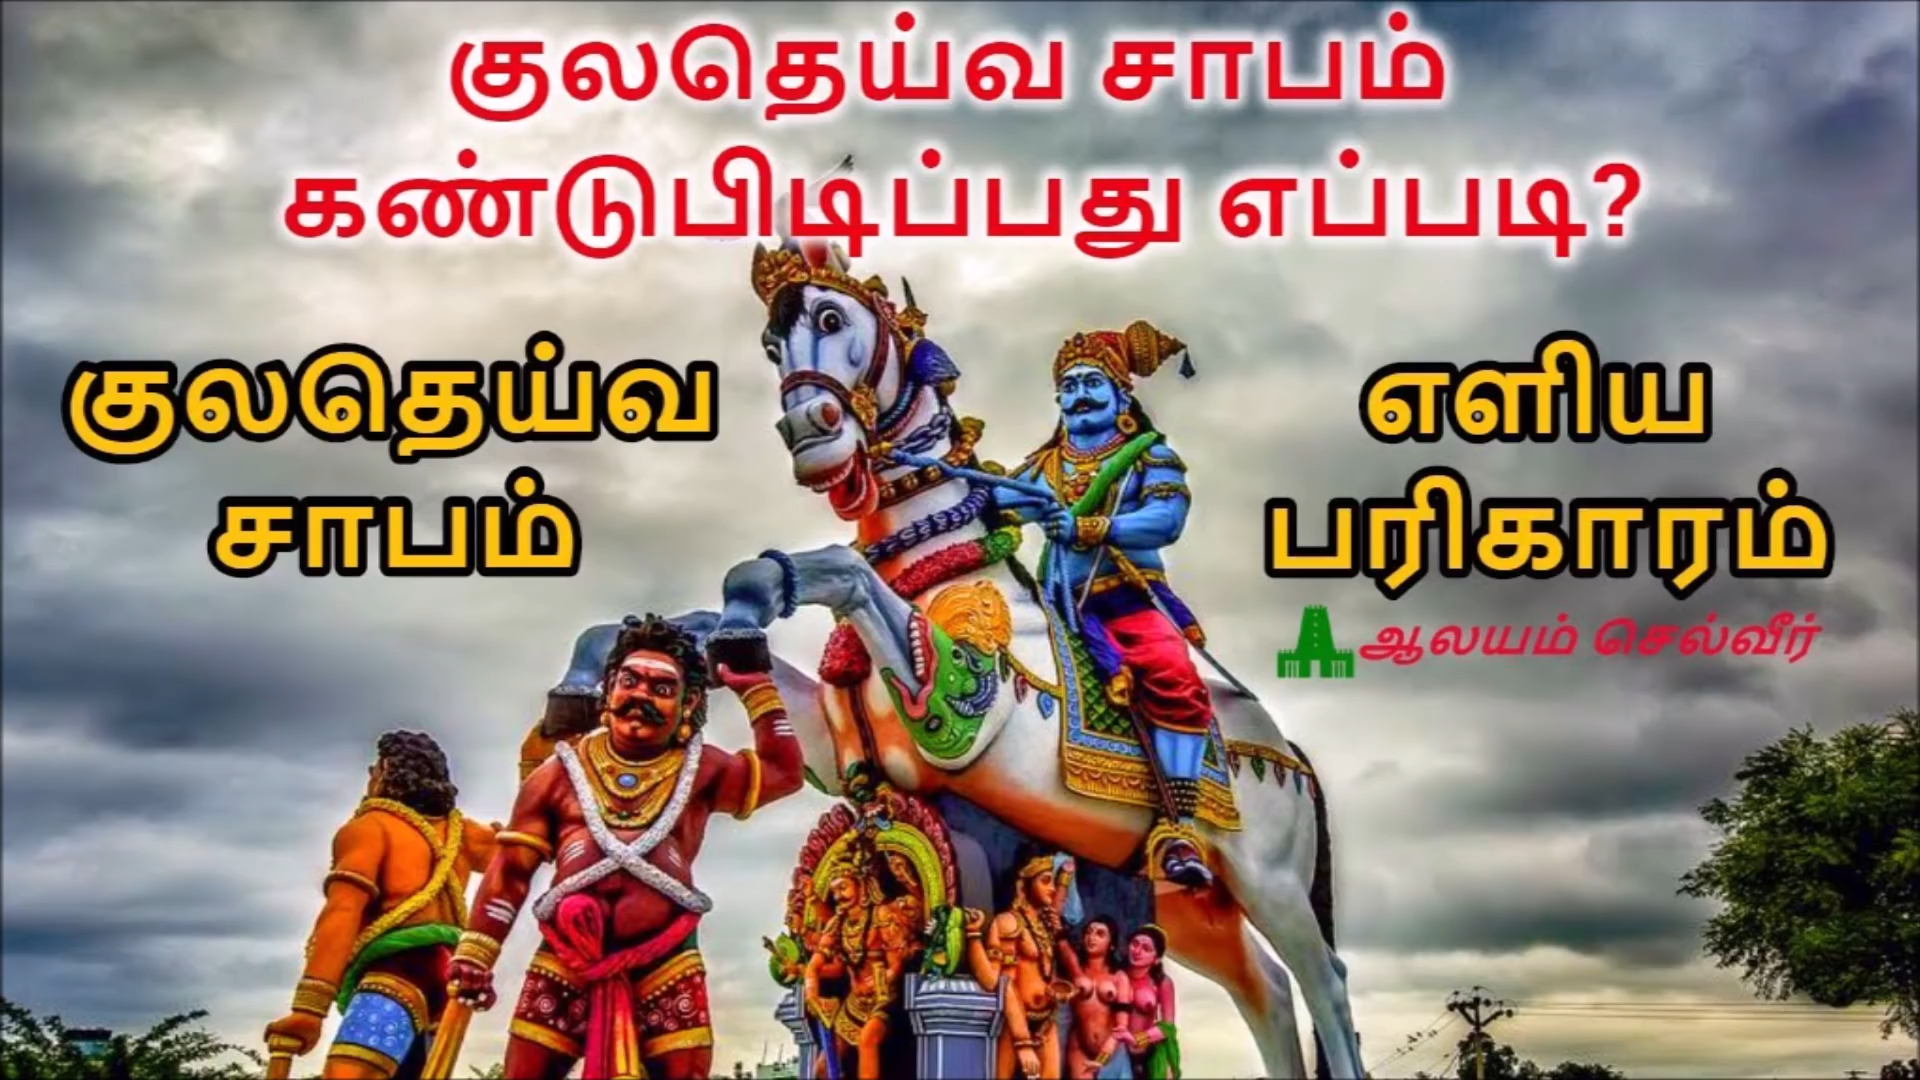 குலதெய்வ சாபம்
கண்டுபிடிப்பது எப்படி?
குலதெய்வ
சாபம்
எளிய
பரிகாரம்
ஆலயம் செல்வீர்